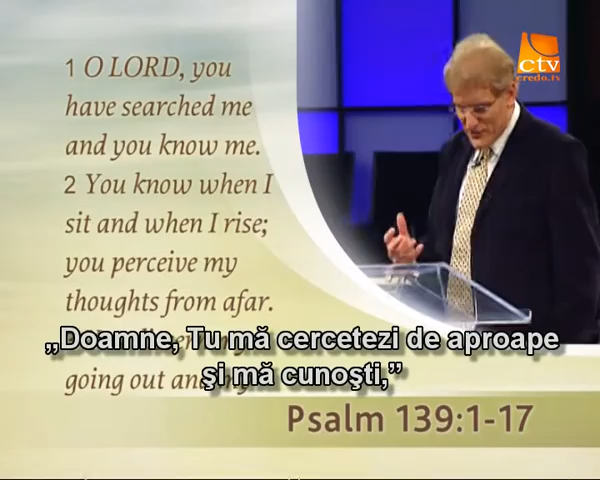 1 O LORD, you
have searched me
and you know me.
2 You know when I
sit and when I rise;
you perceive my
thoughts from afar.
going out
„Doamne, Tu mă cercetezi de aproape
şi mă cunoşti,”
Psalm 139:1-17
ctv
credo.tv